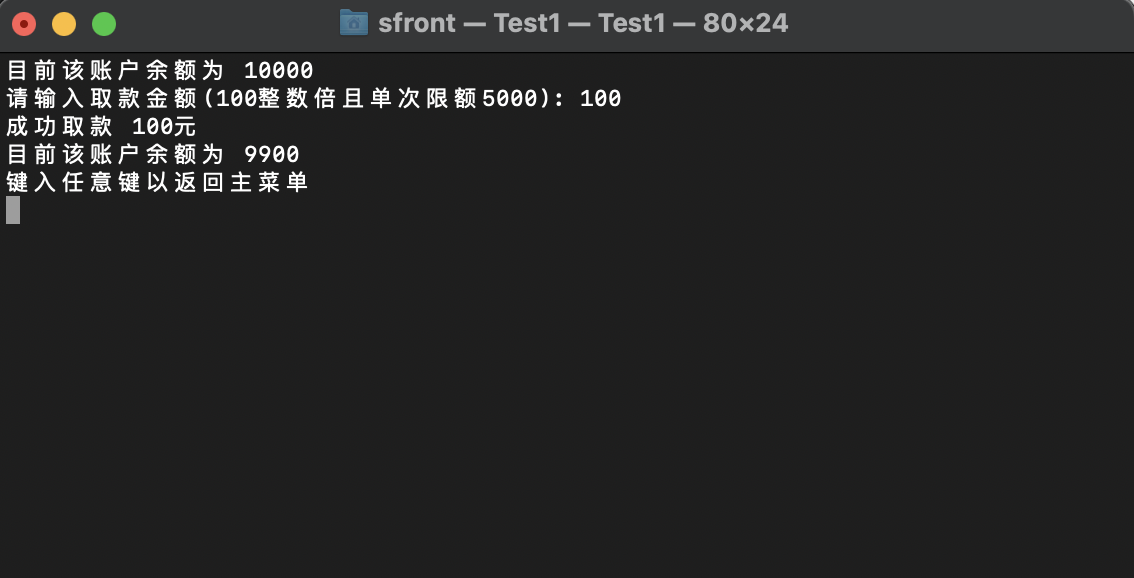 sfront — Test1 — Test1 — 80×24
目前该账户余额为 10000
请输入取款金额(100整数倍且单次限额5000): 100
成功取款 100元
目前该账户余额为 9900
键入任意键以返回主菜单